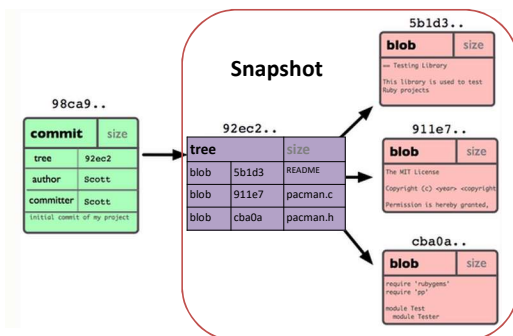 98ca9..
commit size
tree 92ec2
author Scott
committer Scott
initial commit of my project
Snapshot
92ec2..
tree size
blob 5b1d3 README
blob 911e7 pacman.c
blob cba0a pacman.h
5b1d3..
blob size
== Testing Library
This library is used to test
Ruby projects
911e7..
blob size
The MIT License
Copyright (c) <year> <copyright
Permission is hereby granted,
cba0a..
blob size
require 'rubygems'
require 'pp'
module Test
module Tester